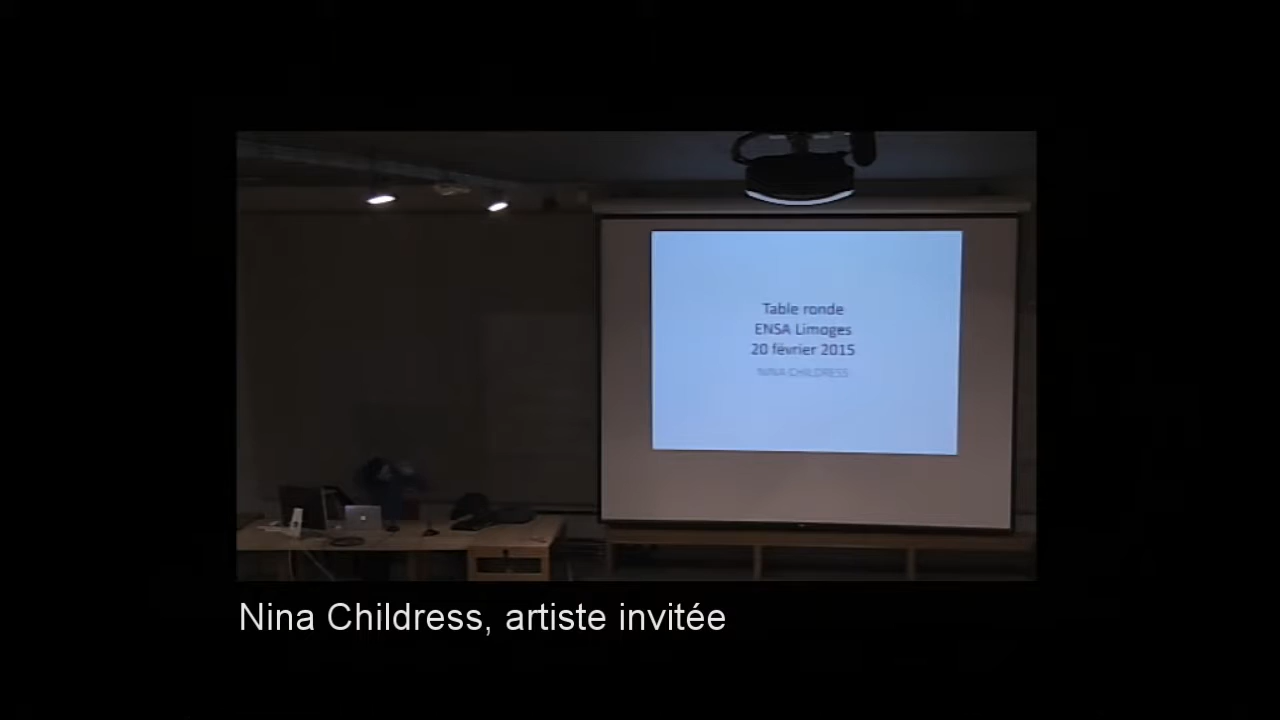 Table ronde
ENSA Limoges
20 février 2015
NINA CHILDRESS
Nina Childress, artiste invitée